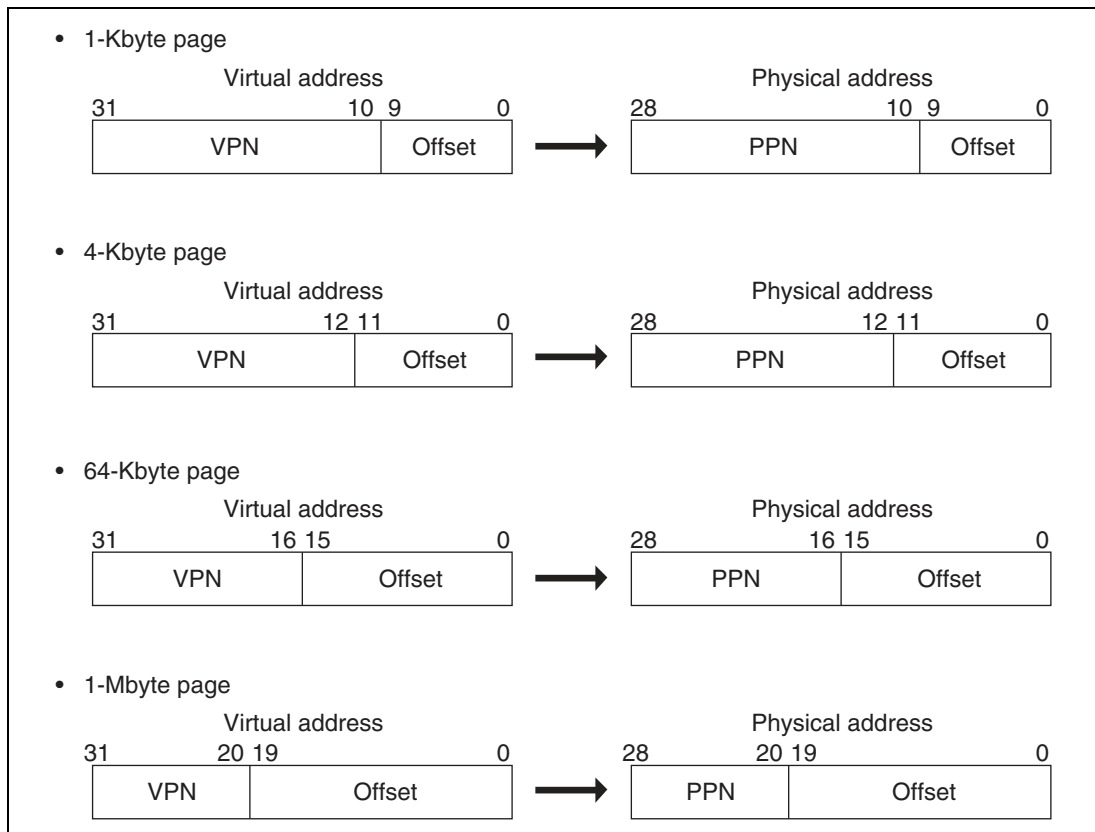 • 1-Kbyte page
Virtual address Physical address
31 10 9 0 28 10 9 0
VPN Offset PPN Offset
• 4-Kbyte page
Virtual address Physical address
31 12 11 0 28 12 11 0
VPN Offset PPN Offset
• 64-Kbyte page
Virtual address Physical address
31 16 15 0 28 16 15 0
VPN Offset PPN Offset
• 1-Mbyte page
Virtual address Physical address
31 20 19 0 28 20 19 0
VPN Offset PPN Offset